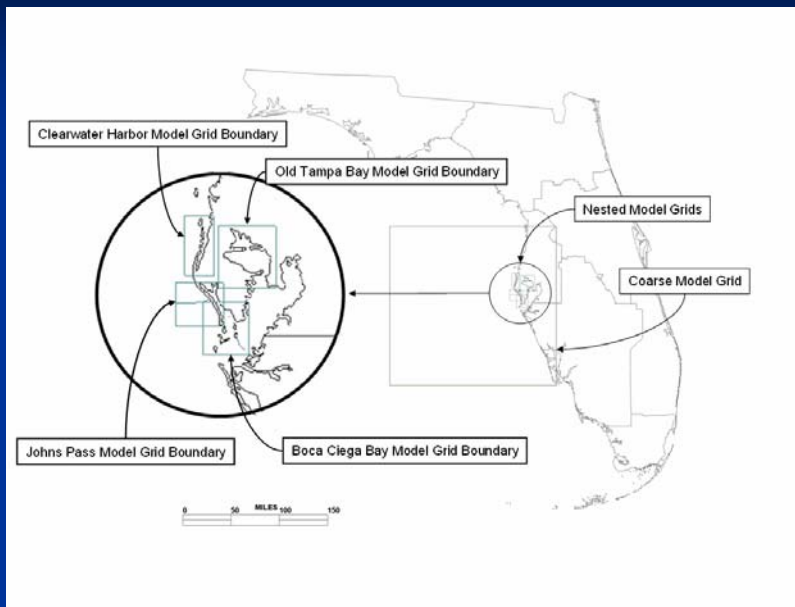 Clearwater Harbor Model Grid Boundary
Old Tampa Bay Model Grid Boundary
Nested Model Grids
Coarse Model Grid
Johns Pass Model Grid Boundary
Boca Ciega Bay Model Grid Boundary
MILES
0 50 100 150